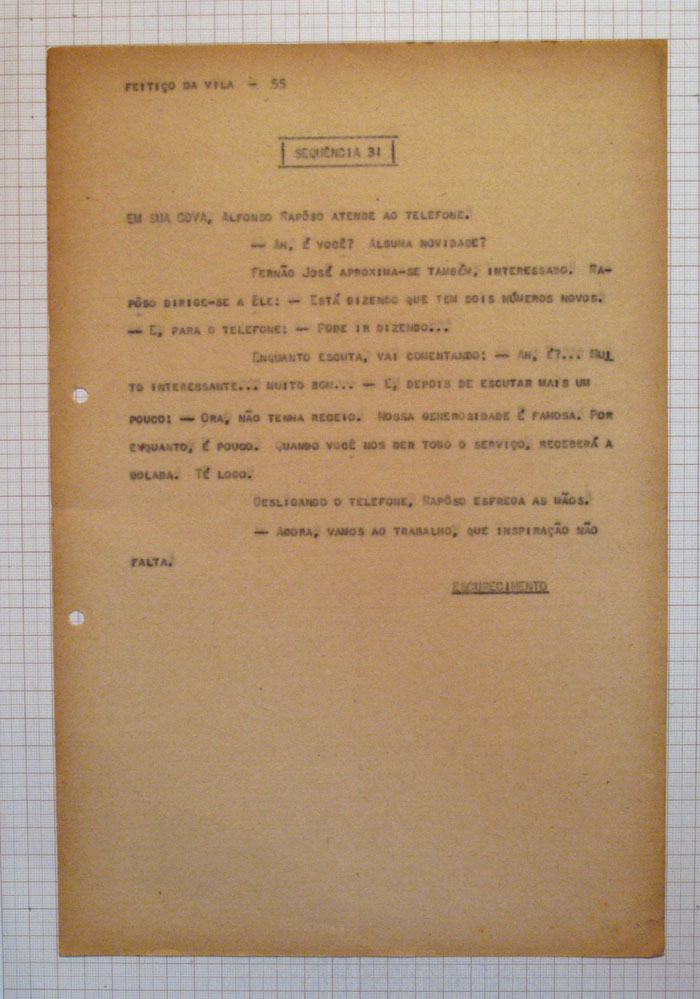 FEITIÇO DA VILA - 55
SEQUÊNCIA 31
EM SUA COVA, ALFONSO RAPÔSO ATENDE AO TELEFONE.
— AH, É VOCÊ? ALGUMA NOVIDADE?
FERNÃO JOSÉ APROXIMA-SE TAMBÉM, INTERESSADO. RA-
PÔSO DIRIGE-SE A ÊLE: — ESTÁ DIZENDO QUE TEM DOIS NÚMEROS NOVOS.
— E, PARA O TELEFONE: — PODE IR DIZENDO...
ENQUANTO ESCUTA, VAI COMENTANDO: — AH, É?... MUI
TO INTERESSANTE... MUITO BOM... — E, DEPOIS DE ESCUTAR MAIS UM
POUCO: — ORA, NÃO TENHA RECEIO. NOSSA GENEROSIDADE É FAMOSA. POR
ENQUANTO, É POUCO. QUANDO VOCÊ NOS DER TODO O SERVIÇO, RECEBERÁ A
BOLADA. TÉ LOGO.
DESLIGANDO O TELEFONE, RAPÔSO ESFREGA AS MÃOS.
— AGORA, VAMOS AO TRABALHO, QUE INSPIRAÇÃO NÃO
FALTA.
ESCURECIMENTO